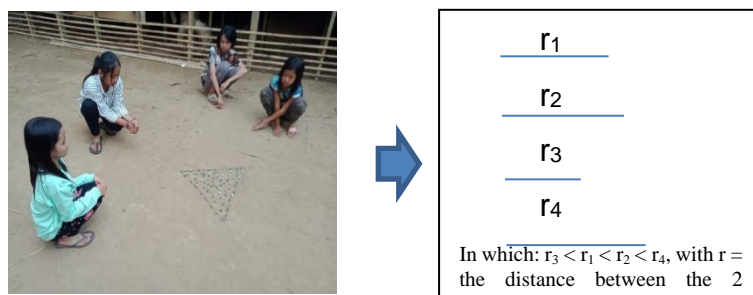 r1
r2
r3
r4
In which: r3 < r1 < r2 < r4, with r =
the distance between the 2